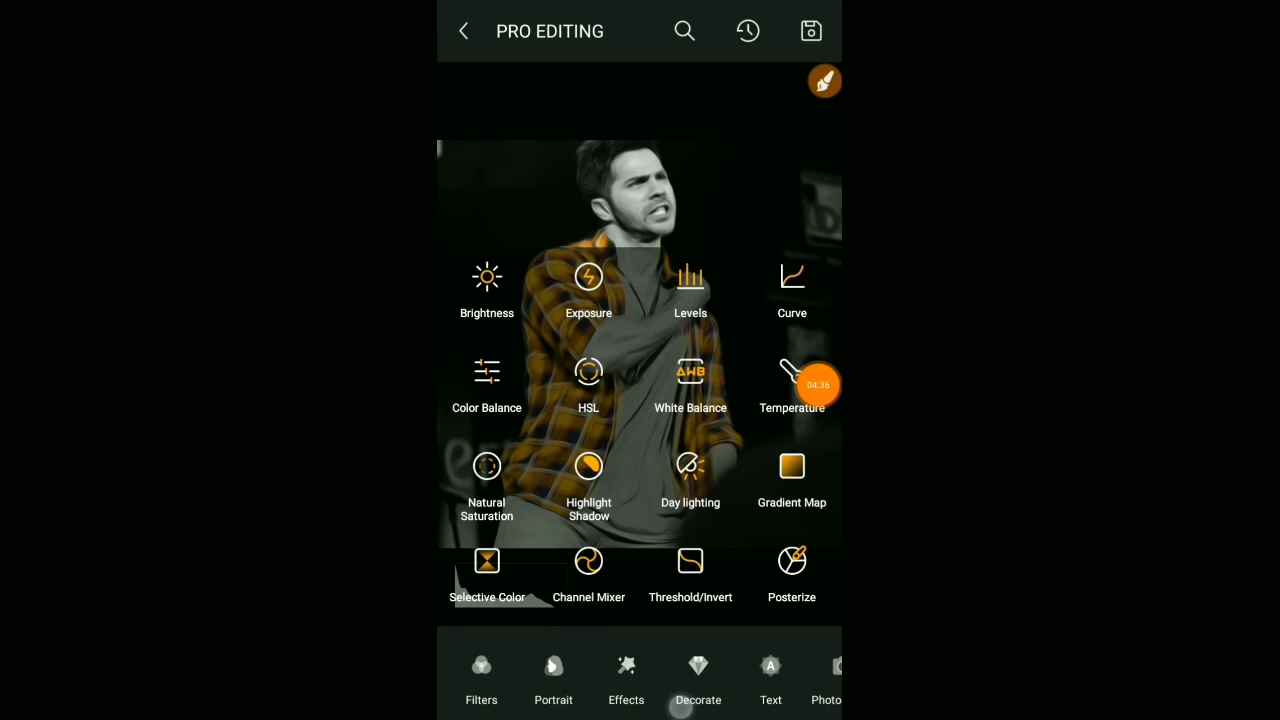 PRO EDITING
Brightness
Exposure
Levels
Curve
Color Balance
HSL
AWB
White Balance
04:36
Temperature
Natural
Saturation
Highlight
Shadow
Day lighting
Gradient Map
Selective Color
Channel Mixer
Threshold/Invert
Posterize
Filters
Portrait
Effects
Decorate
A
Text
Photo